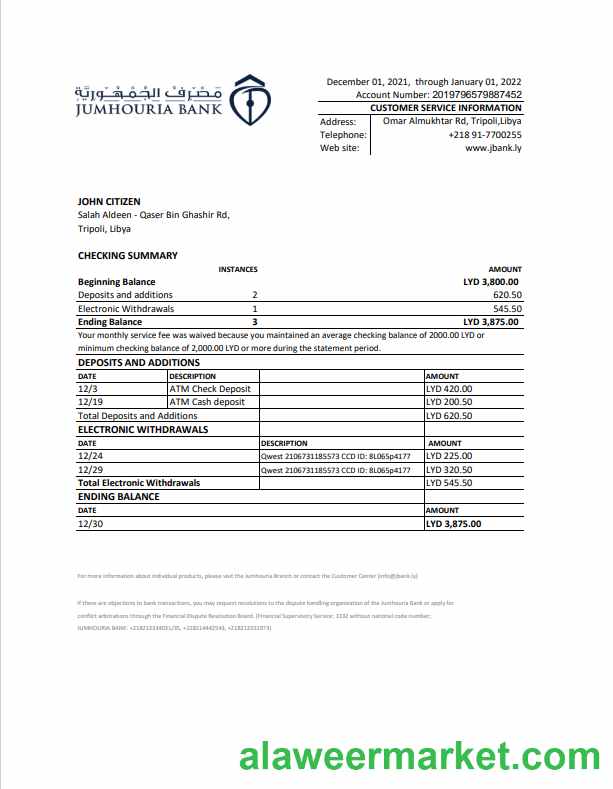 December 01, 2021, through January 01, 2022
مصرف الجمهورية
JUMHOURIA BANK
Account Number: 2019796579887452
CUSTOMER SERVICE INFORMATION
Address: Omar Almukhtar Rd, Tripoli,Libya
Telephone: +218 91-7700255
Web site: www.jbank.ly
JOHN CITIZEN
Salah Aldeen - Qaser Bin Ghashir Rd,
Tripoli, Libya
CHECKING SUMMARY
INSTANCES AMOUNT
Beginning Balance LYD 3,800.00
Deposits and additions 2 620.50
Electronic Withdrawals 1 545.50
Ending Balance 3 LYD 3,875.00
Your monthly service fee was waived because you maintained an average checking balance of 2000.00 LYD or
minimum checking balance of 2,000.00 LYD or more during the statement period.
DEPOSITS AND ADDITIONS
DATE DESCRIPTION AMOUNT
12/3 ATM Check Deposit LYD 420.00
12/19 ATM Cash deposit LYD 200.50
Total Deposits and Additions LYD 620.50
ELECTRONIC WITHDRAWALS
DATE DESCRIPTION AMOUNT
12/24 Qwest 2106731185573 CCD ID: 8L065p4177 LYD 225.00
12/29 Qwest 2106731185573 CCD ID: 8L065p4177 LYD 320.50
Total Electronic Withdrawals LYD 545.50
ENDING BALANCE
DATE AMOUNT
12/30 LYD 3,875.00
For more information about individual products, please visit the Jumhouria Branch or contact the Customer Center (info@jbank.ly)
If there are objections to bank transactions, you may request resolutions to the dispute handling organization of the Jumhouria Bank or apply for
conflict arbitrations through the Financial Dispute Resolution Board. (Financial Supervisory Service: 1332 without national code number;
JUMHOURIA BANK:
alaweermarket.com